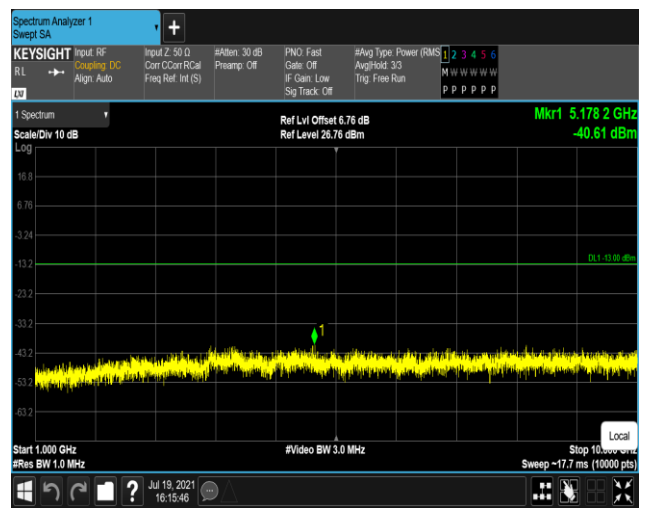 Spectrum Analyzer 1
Swept SA
+
KEYSIGHT Input: RF Input Z: 50 Ω #Atten: 30 dB PNO: Fast #Avg Type: Power (RMS 1 2 3 4 5 6
RL Coupling: DC Corr CCorr RCal Preamp: Off Gate: Off Avg|Hold: 3/3 M W W W W W
Align: Auto Freq Ref: Int (S) IF Gain: Low Trig: Free Run
LXI Sig Track: Off P P P P P P
1 Spectrum Ref Lvl Offset 6.76 dB Mkr1 5.178 2 GHz
Scale/Div 10 dB Ref Level 26.76 dBm -40.61 dBm
Log
16.8
6.76
-3.24
DL1 -13.00 dBm
-13.2
-23.2
-33.2
1
-43.2
-53.2
-63.2
Local
Start 1.000 GHz #Video BW 3.0 MHz Stop 10.000 GHz
#Res BW 1.0 MHz Sweep ~17.7 ms (10000 pts)
? Jul 19, 2021
16:15:46